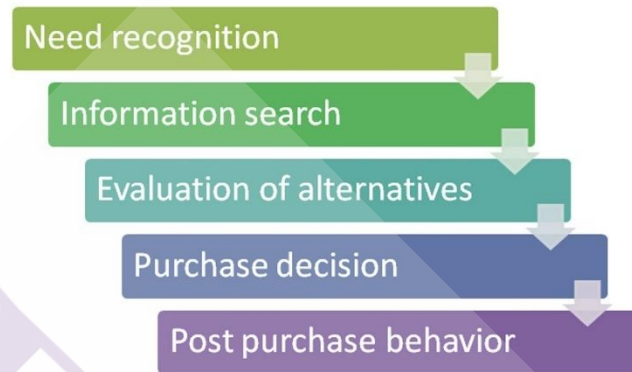 Need recognition
Information search
Evaluation of alternatives
Purchase decision
Post purchase behavior